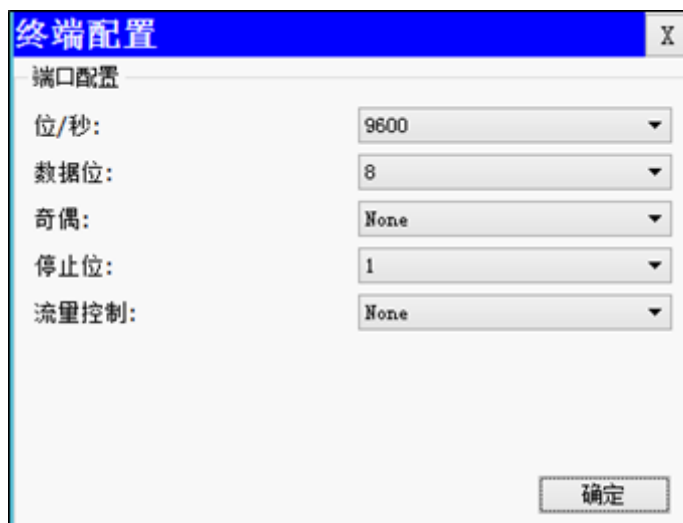 终端配置 X
端口配置
位/秒: 9600
数据位: 8
奇偶: None
停止位: 1
流量控制: None
确定